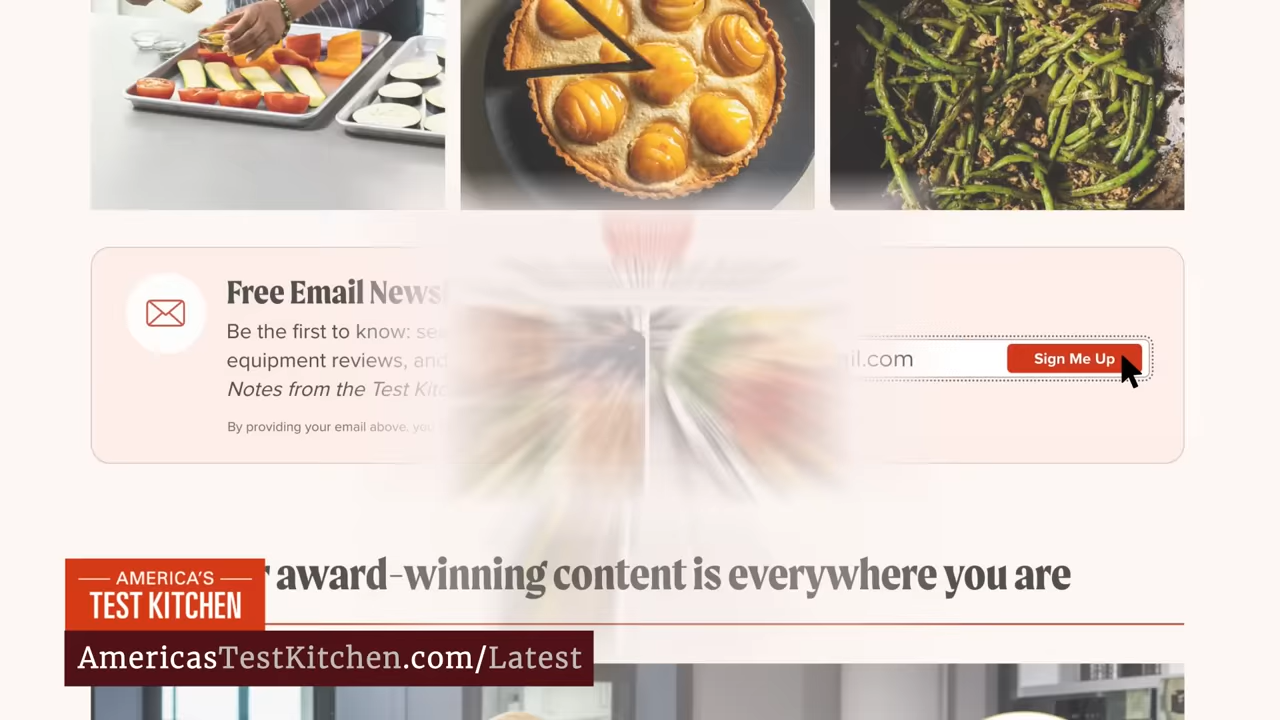 Free Email News
Be the first to know:
equipment reviews, and
Notes from the Test Kitc
By providing your email above, you
il.com
Sign Me Up
r award-winning content is everywhere you are
AMERICA'S
TEST KITCHEN
AmericasTestKitchen.com/Latest